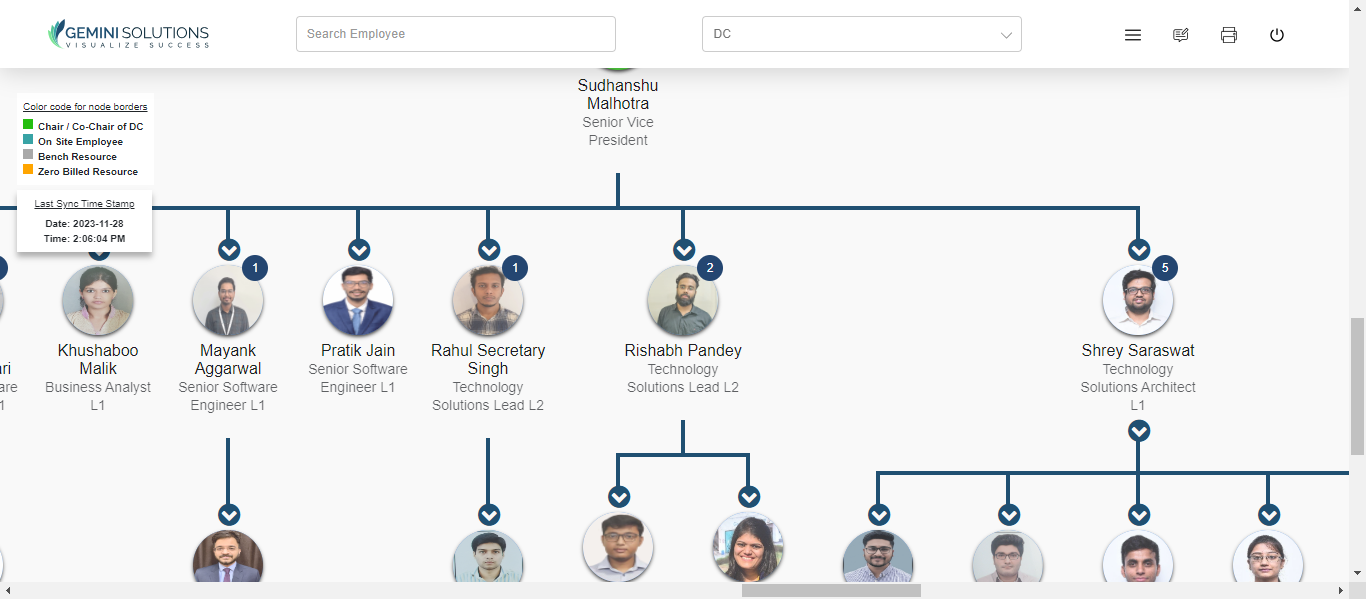 GEMINI SOLUTIONS
VISUALIZE SUCCESS
Search Employee
DC
Sudhanshu
Malhotra
Senior Vice
President
Color code for node borders
Chair / Co-Chair of DC
On Site Employee
Bench Resource
Zero Billed Resource
Last Sync Time Stamp
Date: 2023-11-28
Time: 2:06:04 PM
1
1
2
5
ri
are
1
Khushaboo
Malik
Business Analyst
L1
Mayank
Aggarwal
Senior Software
Engineer L1
Pratik Jain
Senior Software
Engineer L1
Rahul Secretary
Singh
Technology
Solutions Lead L2
Rishabh Pandey
Technology
Solutions Lead L2
Shrey Saraswat
Technology
Solutions Architect
L1